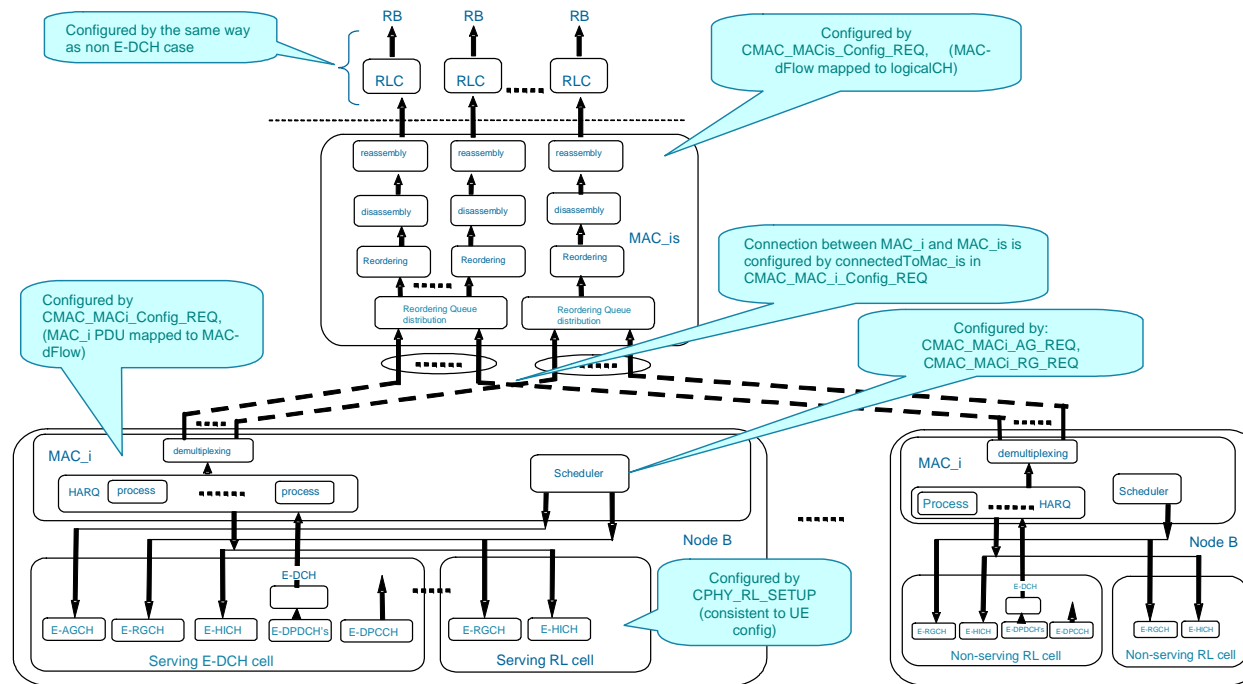 RB
RB
RB
Configured by the same way
as non E-DCH case
RLC
RLC
RLC
Configured by
CMAC_MACis_Config_REQ, (MAC-
dFlow mapped to logicalCH)
reassembly
reassembly
reassembly
disassembly
disassembly
disassembly
MAC_is
Reordering
Reordering
Reordering
Reordering Queue
distribution
Reordering Queue
distribution
Connection between MAC_i and MAC_is is
configured by connectedToMac_is in
CMAC_MAC_i_Config_REQ
Configured by
CMAC_MACi_Config_REQ,
(MAC_i PDU mapped to MAC-
dFlow)
Configured by:
CMAC_MACi_AG_REQ,
CMAC_MACi_RG_REQ
MAC_i
demultiplexing
HARQ
process
process
Scheduler
Node B
E-DCH
E-AGCH
E-RGCH
E-HICH
E-DPDCH's
E-DPCCH
Serving E-DCH cell
E-RGCH
E-HICH
Serving RL cell
Configured by
CPHY_RL_SETUP
(consistent to UE
config)
MAC_i
demultiplexing
Process
HARQ
Scheduler
Node B
E-DCH
E-RGCH
E-HICH
E-DPDCH's
E-DPCCH
Non-serving RL cell
E-RGCH
E-HICH
Non-serving RL cell